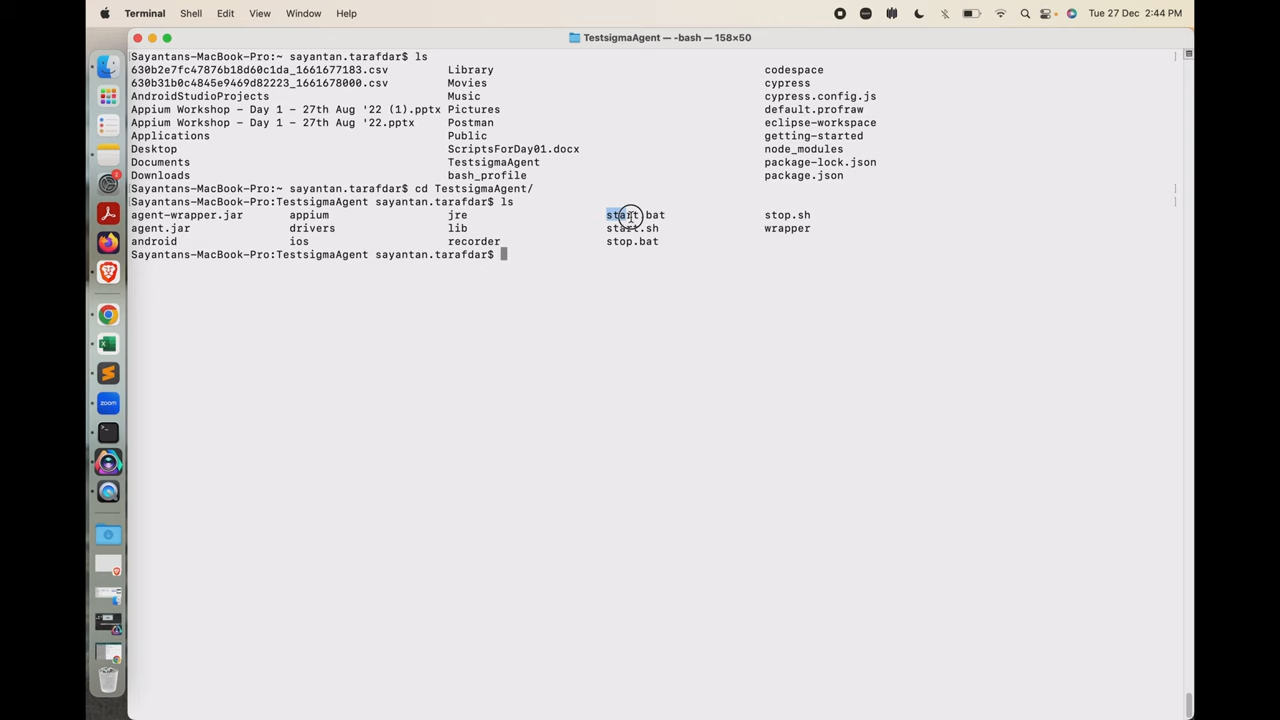 Terminal Shell Edit View Window Help Tue 27 Dec 2:44 PM
TestsigmaAgent — -bash — 158×50
Sayantans-MacBook-Pro:~ sayantan.tarafdar$ ls
630b2e7fc47876b18d60c1da_1661677183.csv Library codespace
630b31b0c4845e9469d82223_1661678000.csv Movies cypress
AndroidStudioProjects Music cypress.config.js
Appium Workshop - Day 1 - 27th Aug '22 (1).pptx Pictures default.profraw
Appium Workshop - Day 1 - 27th Aug '22.pptx Postman eclipse-workspace
Applications Public getting-started
Desktop ScriptsForDay01.docx node_modules
Documents TestsigmaAgent package-lock.json
Downloads bash_profile package.json
Sayantans-MacBook-Pro:~ sayantan.tarafdar$ cd TestsigmaAgent/
Sayantans-MacBook-Pro:TestsigmaAgent sayantan.tarafdar$ ls
agent-wrapper.jar appium jre start.bat stop.sh
agent.jar drivers lib start.sh wrapper
android ios recorder stop.bat
Sayantans-MacBook-Pro:TestsigmaAgent sayantan.tarafdar$
zoom
2